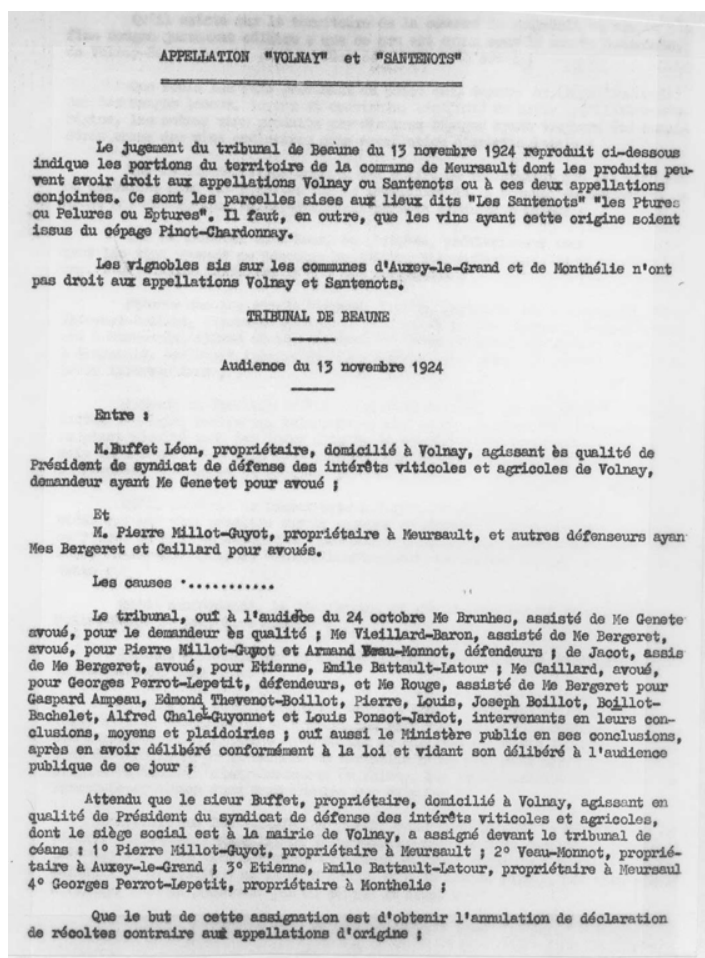 APPELLATION "VOLNAY" et "SANTENOTS"
Le jugement du tribunal de Beaune du 13 novembre 1924 reproduit ci-dessous
indique les portions du territoire de la commune de Meursault dont les produits peu-
vent avoir droit aux appellations Volnay ou Santenots ou à ces deux appellations
conjointes. Ce sont les parcelles sises aux lieux dits "Les Santenots" "les Ptures
ou Pelures ou Eptures". Il faut, en outre, que les vins ayant cette origine soient
issus du cépage Pinot-Chardonnay.
Les vignobles sis sur les communes d'Auxey-le-Grand et de Monthélie n'ont
pas droit aux appellations Volnay et Santenots.
TRIBUNAL DE BEAUNE
Audience du 13 novembre 1924
Entre :
M.Buffet Léon, propriétaire, domicilié à Volnay, agissant ès qualité de
Président de syndicat de défense des intérêts viticoles et agricoles de Volnay,
demandeur ayant Me Genetet pour avoué ;
Et
M. Pierre Millot-Guyot, propriétaire à Meursault, et autres défenseurs ayan
Mes Bergeret et Caillard pour avoués.
Les causes ............
Le tribunal, ouï à l'audiece du 24 octobre Me Brunhes, assisté de Me Genete
avoué, pour le demandeur ès qualité ; Me Vieillard-Baron, assisté de Me Bergeret,
avoué, pour Pierre Millot-Guyot et Armand Veau-Monnot, défendeurs ; de Jacot, assis
de Me Bergeret, avoué, pour Etienne, Emile Battault-Latour ; Me Caillard, avoué,
pour Georges Perrot-Lepetit, défendeurs, et Me Rouge, assisté de Me Bergeret pour
Gaspard Ampeau, Edmond Thevenot-Boillot, Pierre, Louis, Joseph Boillot, Boillot-
Bachelet, Alfred Chalet-Guyonnet et Louis Ponsot-Jardot, intervenants en leurs con-
clusions, moyens et plaidoiries ; ouï aussi le Ministère public en ses conclusions,
après en avoir délibéré conformément à la loi et vidant son délibéré à l'audience
publique de ce jour ;
Attendu que le sieur Buffet, propriétaire, domicilié à Volnay, agissant en
qualité de Président du syndicat de défense des intérêts viticoles et agricoles,
dont le siège social est à la mairie de Volnay, a assigné devant le tribunal de
céans : 1° Pierre Millot-Guyot, propriétaire à Meursault ; 2° Veau-Monnot, proprié-
taire à Auxey-le-Grand ; 3° Etienne, Emile Battault-Latour, propriétaire à Meursaul
4° Georges Perrot-Lepetit, propriétaire à Monthelie ;
Que le but de cette assignation est d'obtenir l'annulation de déclaration
de récoltes contraire aux appellations d'origine ;